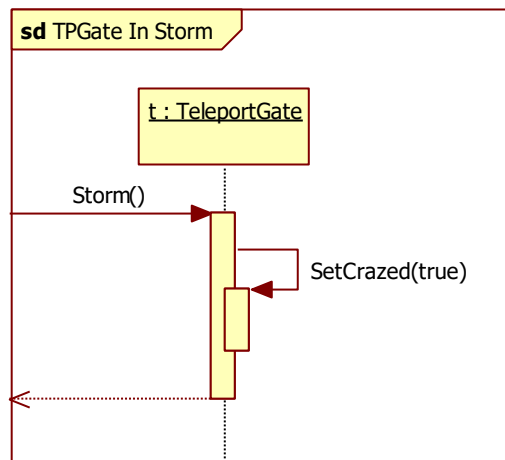 sd TPGate In Storm
t : TeleportGate
Storm()
SetCrazed(true)